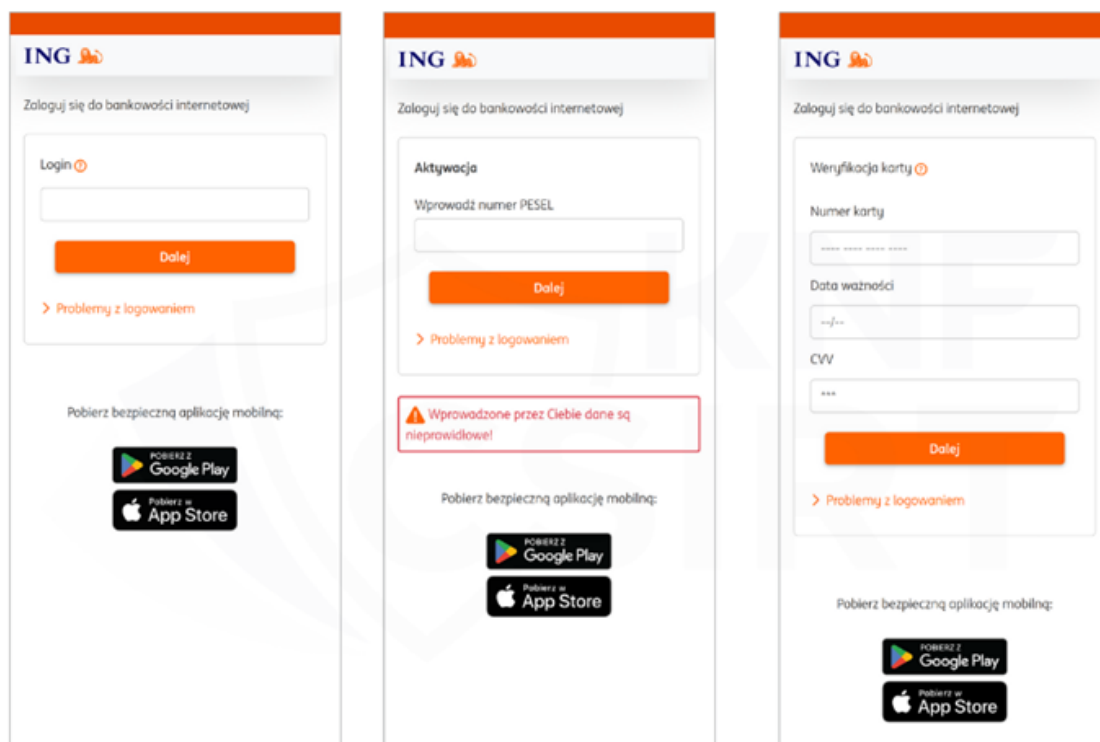 ING
Zaloguj się do bankowości internetowej
Login
Dalej
Problemy z logowaniem
Pobierz bezpieczną aplikację mobilną:
POBIERZ Z
Google Play
Pobierz w
App Store
ING
Zaloguj się do bankowości internetowej
Aktywacja
Wprowadź numer PESEL
Dalej
Problemy z logowaniem
Wprowadzone przez Ciebie dane są
nieprawidłowe!
Pobierz bezpieczną aplikację mobilną:
POBIERZ Z
Google Play
Pobierz w
App Store
ING
Zaloguj się do bankowości internetowej
Weryfikacja karty
Numer karty
---- ---- ---- ----
Data ważności
--/--
CVV
***
Dalej
Problemy z logowaniem
Pobierz bezpieczną aplikację mobilną:
POBIERZ Z
Google Play
Pobierz w
App Store
KNF
CSIRT